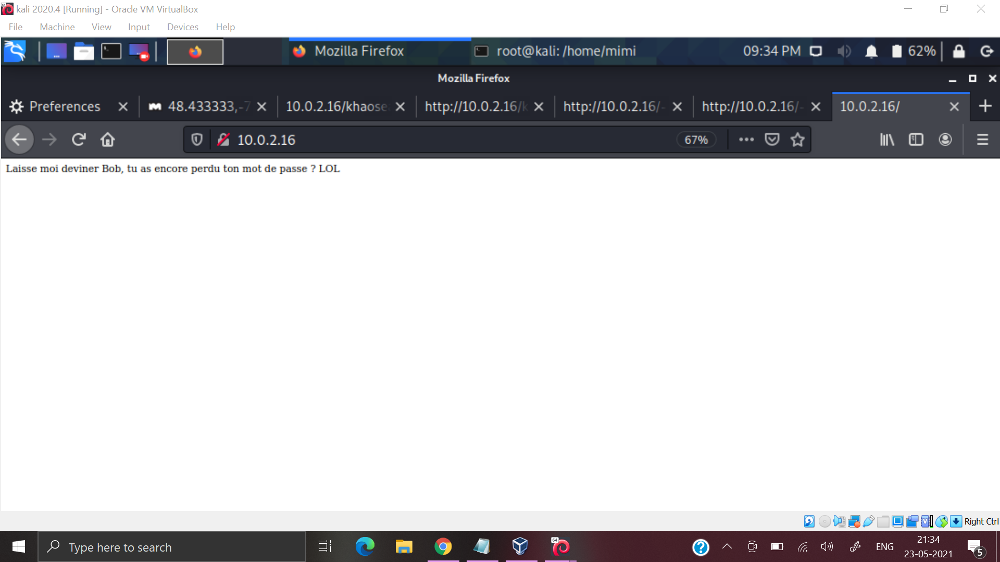 kali 2020.4 [Running] - Oracle VM VirtualBox
File Machine View Input Devices Help
Mozilla Firefox root@kali: /home/mimi 09:34 PM 62%
Mozilla Firefox
Preferences 48.433333,-7 10.0.2.16/khaose http://10.0.2.16/k http://10.0.2.16/- http://10.0.2.16/- 10.0.2.16/
10.0.2.16 67%
Laisse moi deviner Bob, tu as encore perdu ton mot de passe ? LOL
Right Ctrl
Type here to search 64 ENG 21:34
23-05-2021 5